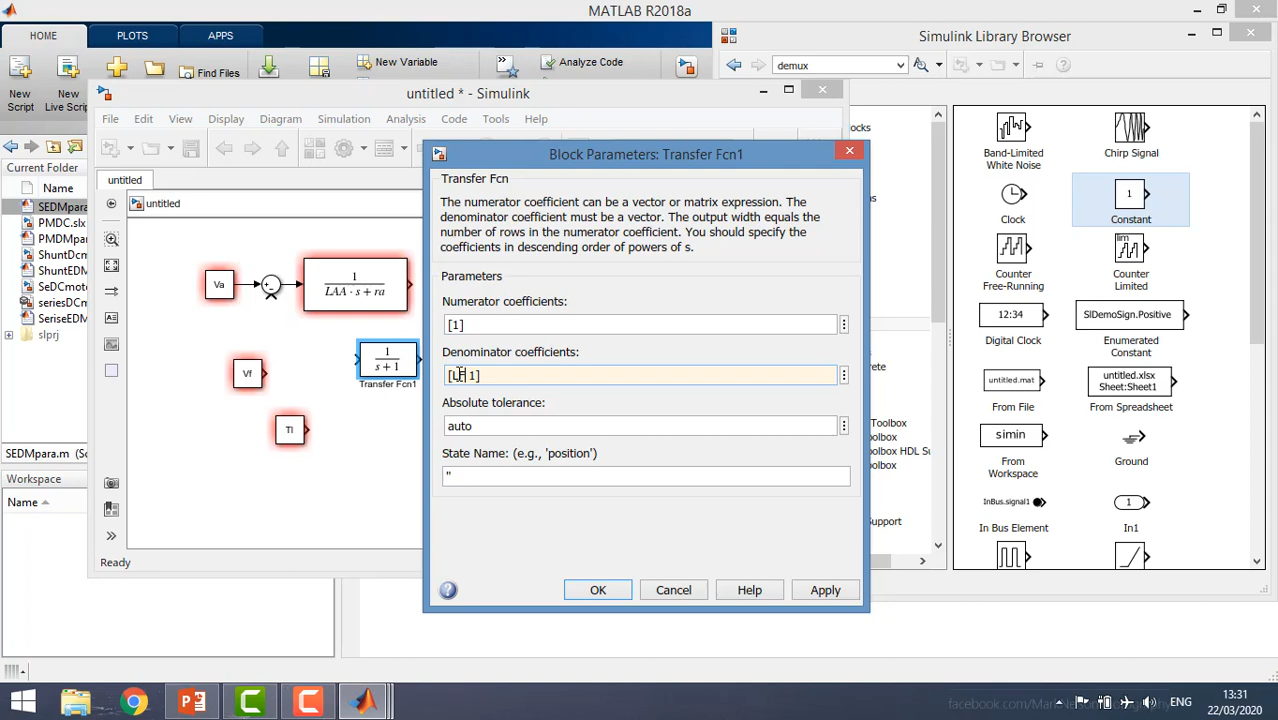 MATLAB R2018a
HOME
PLOTS
APPS
New Script
New Live Script
Find Files
New Variable
Analyze Code
Current Folder
Name
SEDMpara.m
SEDMpara
PMDC.slx
PMDMpara
ShuntDco
ShuntEDM
SeDCmoto
seriesDCm
SeriseEDM
slprj
Workspace
Name
untitled * - Simulink
File Edit View Display Diagram Simulation Analysis Code Tools Help
untitled
untitled
Va
1
LAA · s + ra
Vf
1
s + 1
Transfer Fcn1
Tl
Ready
Block Parameters: Transfer Fcn1
Transfer Fcn
The numerator coefficient can be a vector or matrix expression. The
denominator coefficient must be a vector. The output width equals the
number of rows in the numerator coefficient. You should specify the
coefficients in descending order of powers of s.
Parameters
Numerator coefficients:
[1]
Denominator coefficients:
[LF 1]
Absolute tolerance:
auto
State Name: (e.g., 'position')
''
OK Cancel Help Apply
Simulink Library Browser
demux
Band-Limited White Noise
Chirp Signal
Clock
1
Constant
Counter Free-Running
lim
Counter Limited
12:34
Digital Clock
SlDemoSign.Positive
Enumerated Constant
untitled.mat
From File
untitled.xlsx
Sheet:Sheet1
From Spreadsheet
simin
From Workspace
Ground
InBus.signal1
In Bus Element
1
In1
ENG
13:31
22/03/2020